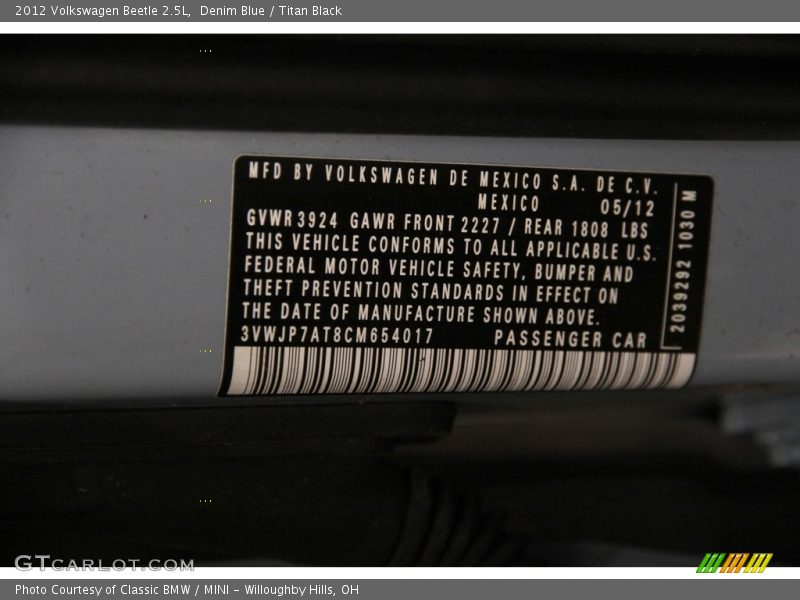 2012 Volkswagen Beetle 2.5L, Denim Blue / Titan Black
MFD BY VOLKSWAGEN DE MEXICO S.A. DE C.V.
MEXICO 05/12
GVWR 3924 GAWR FRONT 2227 / REAR 1808 LBS
THIS VEHICLE CONFORMS TO ALL APPLICABLE U.S.
FEDERAL MOTOR VEHICLE SAFETY, BUMPER AND
THEFT PREVENTION STANDARDS IN EFFECT ON
THE DATE OF MANUFACTURE SHOWN ABOVE.
3VWJP7AT8CM654017 PASSENGER CAR
2039292 1030 M
GTCARLOT.COM
Photo Courtesy of Classic BMW / MINI - Willoughby Hills, OH